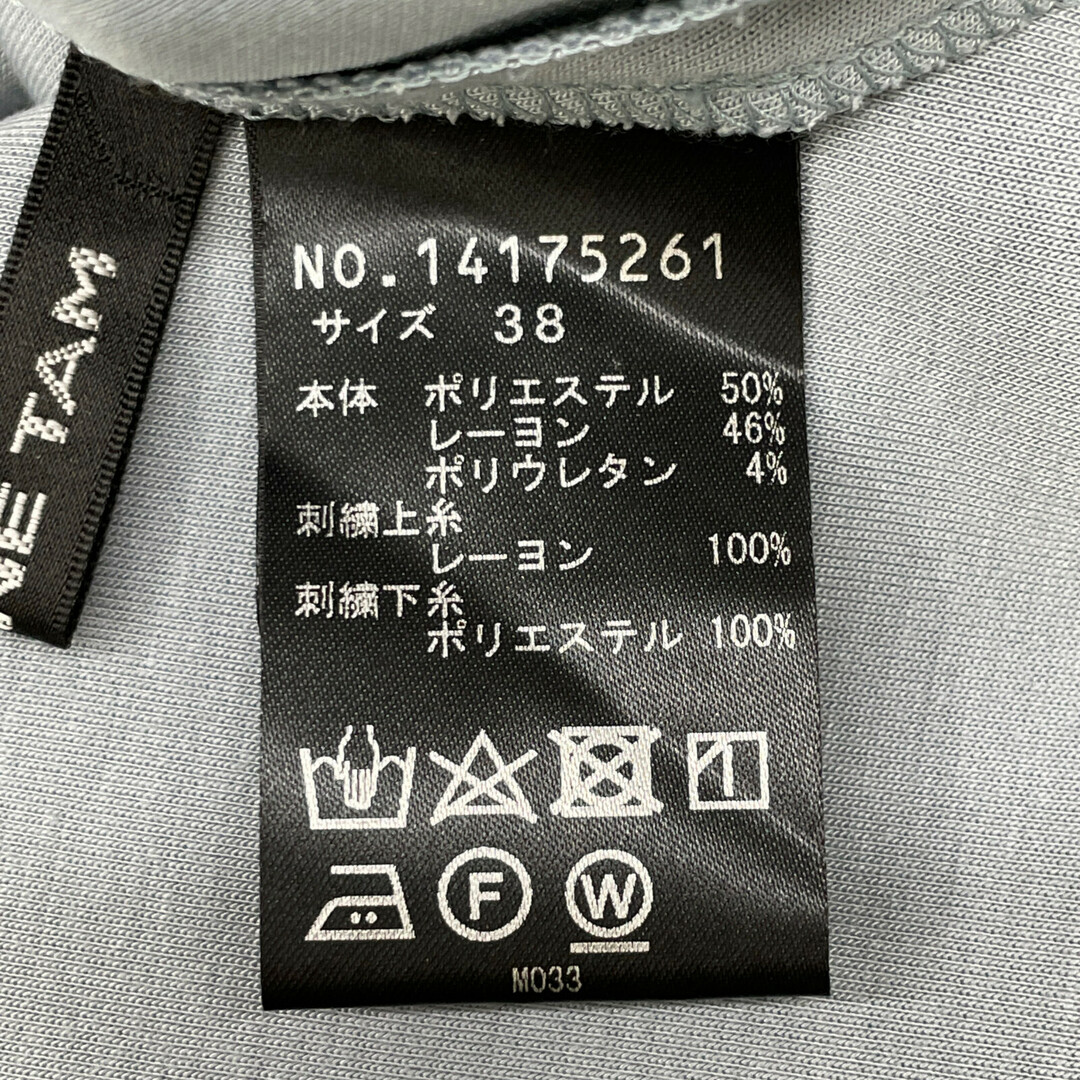 NO.14175261
サイズ 38
本体 ポリエステル 50%
レーヨン 46%
ポリウレタン 4%
刺繍上糸
レーヨン 100%
刺繍下糸
ポリエステル 100%
F W
M033
TAM